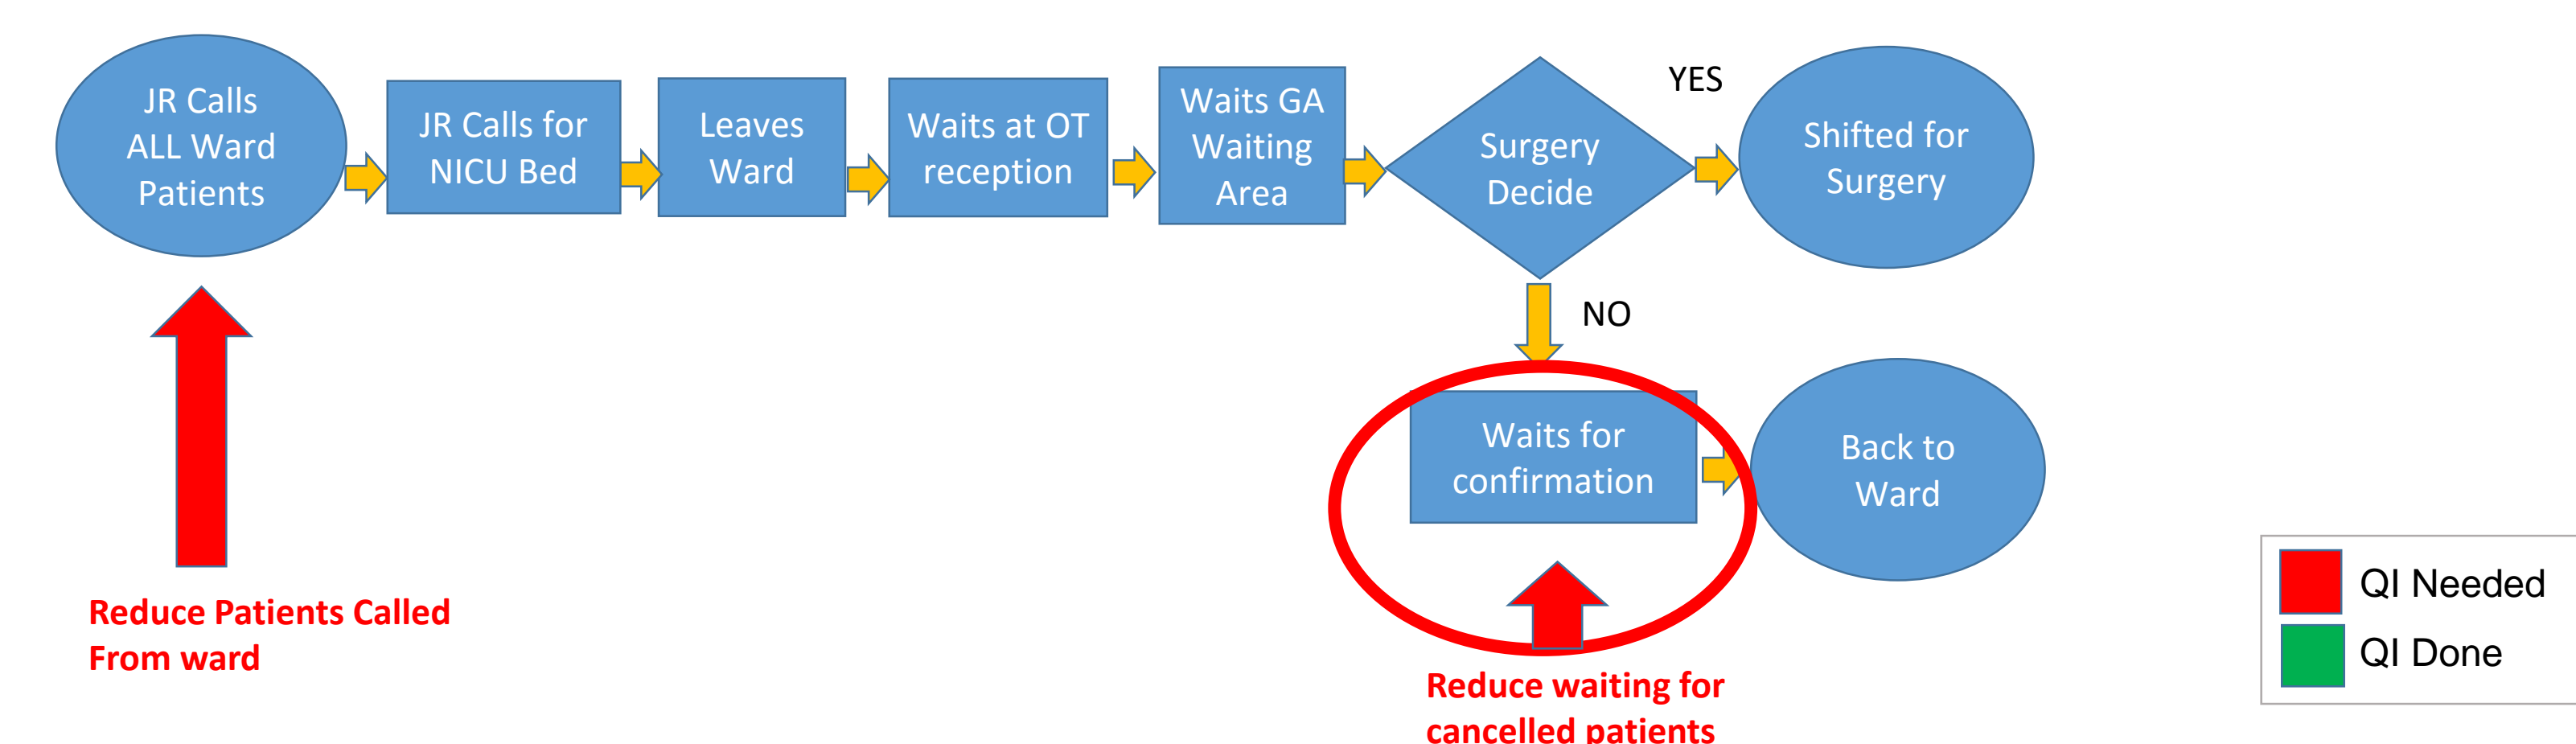 JR Calls
ALL Ward
Patients
JR Calls for
NICU Bed
Leaves
Ward
Waits at OT
reception
Waits GA
Waiting
Area
Surgery
Decide
YES
Shifted for
Surgery
NO
Waits for
confirmation
Back to
Ward
Reduce Patients Called
From ward
Reduce waiting for
cancelled patients
QI Needed
QI Done